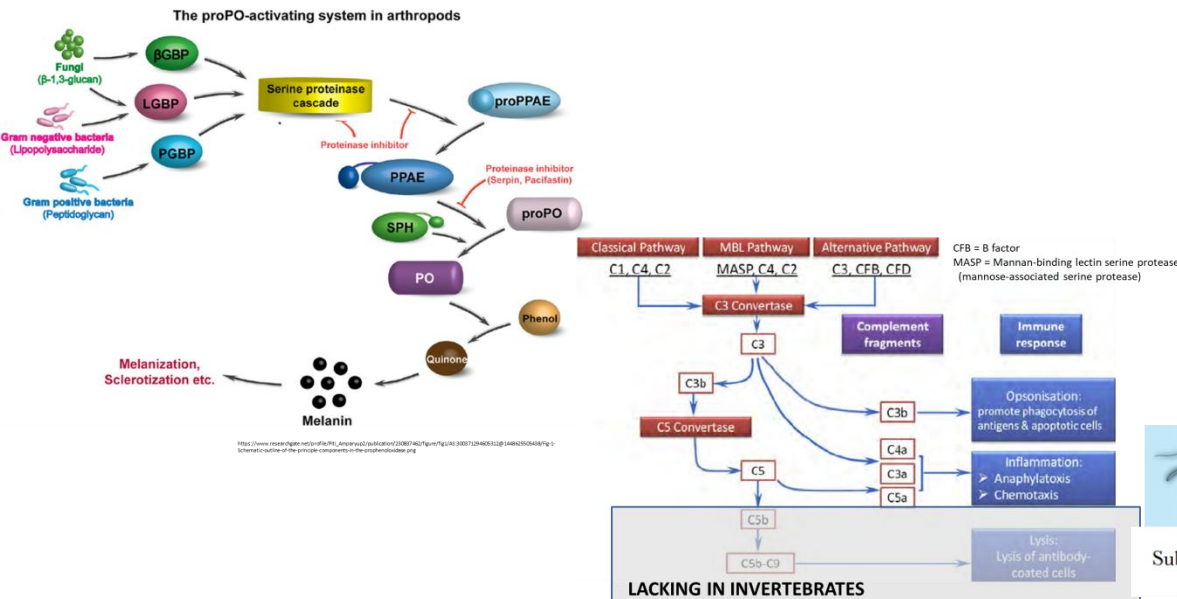 The proPO-activating system in arthropods
Fungi
(β-1,3-glucan)
βGBP
LGBP
Gram negative bacteria
(Lipopolysaccharide)
PGBP
Gram positive bacteria
(Peptidoglycan)
Serine proteinase
cascade
proPPAE
Proteinase inhibitor
PPAE
Proteinase inhibitor
(Serpin, Pacifastin)
SPH
proPO
PO
Phenol
Quinone
Melanization,
Sclerotization etc.
Melanin
Classical Pathway
MBL Pathway
Alternative Pathway
C1, C4, C2
MASP, C4, C2
C3, CFB, CFD
CFB = B factor
MASP = Mannan-binding lectin serine protease
(mannose-associated serine protease)
C3 Convertase
Complement
fragments
Immune
response
C3
C3b
C5 Convertase
C3b
Opsonisation:
promote phagocytosis of
antigens & apoptotic cells
C4a
C3a
C5a
Inflammation:
➢ Anaphylatoxis
➢ Chemotaxis
C5
C5b
C5b-C9
Lysis:
Lysis of antibody-
coated cells
LACKING IN INVERTEBRATES